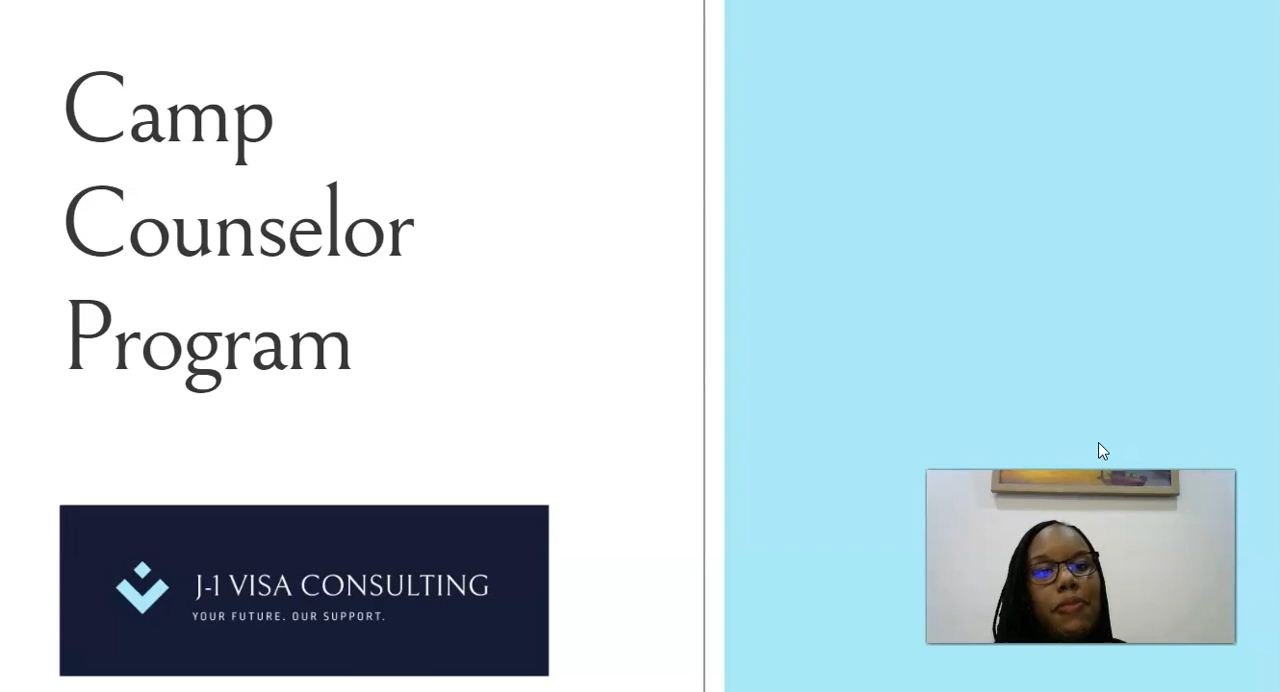 Camp
Counselor
Program
J-1 VISA CONSULTING
YOUR FUTURE. OUR SUPPORT.